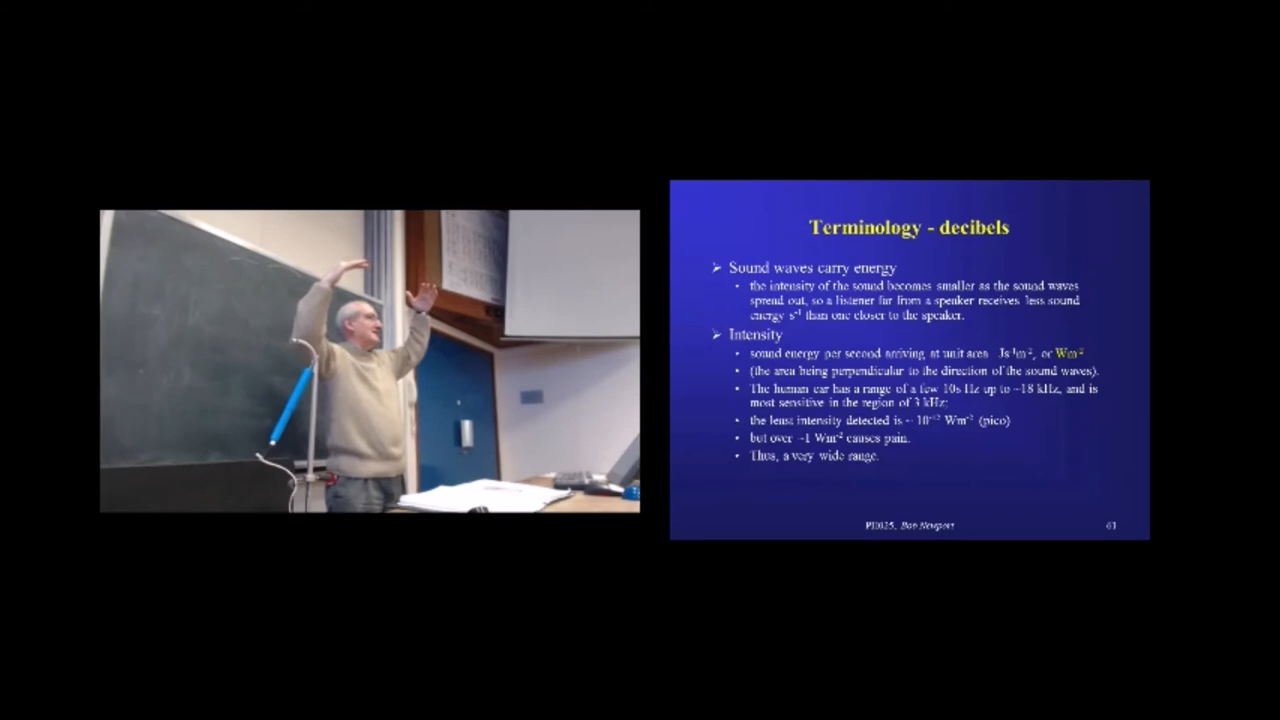 Terminology - decibels
Sound waves carry energy
the intensity of the sound becomes smaller as the sound waves
spread out, so a listener far from a speaker receives less sound
energy s⁻¹ than one closer to the speaker.
Intensity
sound energy per second arriving at unit area Js⁻¹m⁻², or Wm⁻²
(the area being perpendicular to the direction of the sound waves).
The human ear has a range of a few 10s Hz up to ~18 kHz, and is
most sensitive in the region of 3 kHz;
the least intensity detected is ~ 10⁻¹² Wm⁻² (pico)
but over ~1 Wm⁻² causes pain.
Thus, a very wide range.
PH025, Bob Newport
61